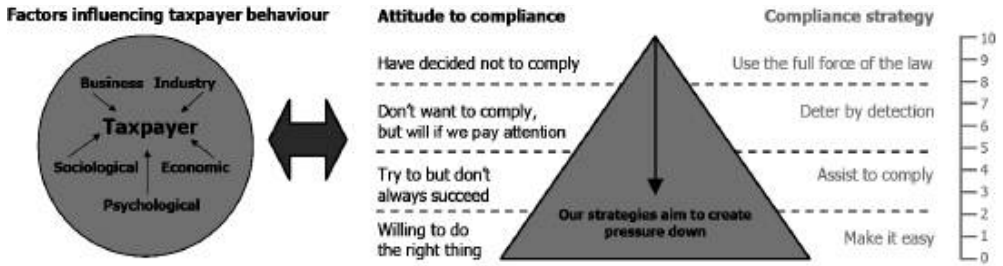 Factors influencing taxpayer behaviour
Business Industry
Taxpayer
Sociological Economic
Psychological
Attitude to compliance
Have decided not to comply
Don't want to comply,
but will if we pay attention
Try to but don't
always succeed
Willing to do
the right thing
Our strategies aim to create
pressure down
Compliance strategy
Use the full force of the law
Deter by detection
Assist to comply
Make it easy
10
9
8
7
6
5
4
3
2
1
0